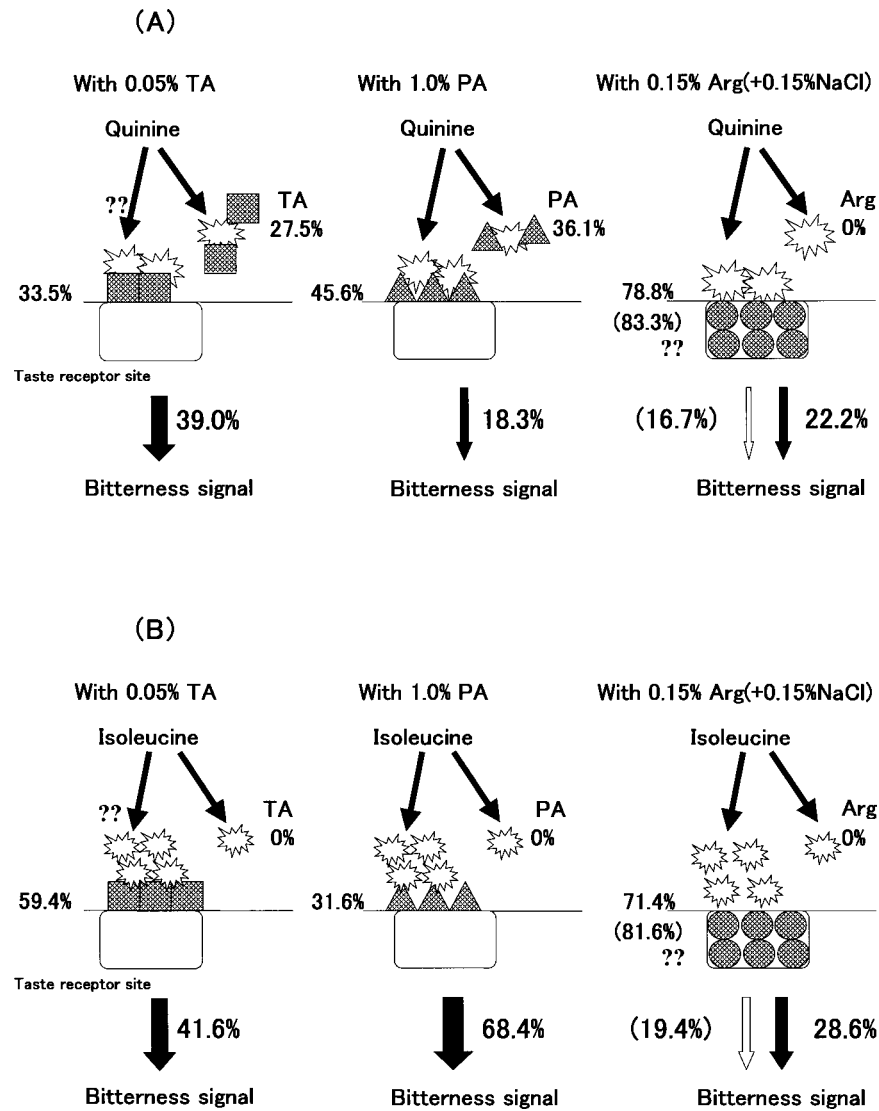 (A)
With 0.05% TA
With 1.0% PA
With 0.15% Arg(+0.15%NaCl)
Quinine
Quinine
Quinine
??
TA
27.5%
PA
36.1%
Arg
0%
33.5%
45.6%
78.8%
(83.3%)
??
Taste receptor site
39.0%
18.3%
(16.7%)
22.2%
Bitterness signal
Bitterness signal
Bitterness signal
(B)
With 0.05% TA
With 1.0% PA
With 0.15% Arg(+0.15%NaCl)
Isoleucine
Isoleucine
Isoleucine
??
TA
0%
PA
0%
Arg
0%
59.4%
31.6%
71.4%
(81.6%)
??
Taste receptor site
41.6%
68.4%
(19.4%)
28.6%
Bitterness signal
Bitterness signal
Bitterness signal